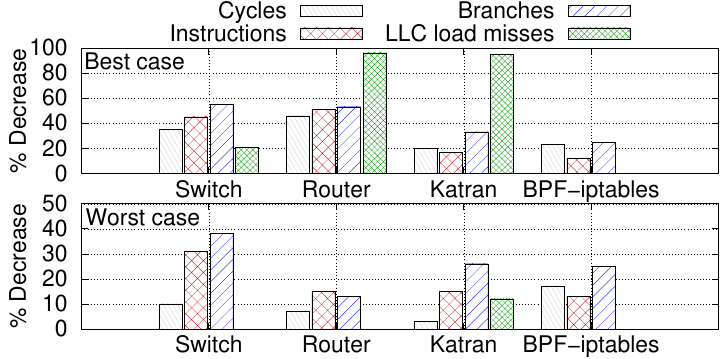 Cycles
Branches
Instructions
LLC load misses
% Decrease
100
80
60
40
20
0
Best case
Switch Router Katran BPF-iptables
% Decrease
50
40
30
20
10
0
Worst case
Switch Router Katran BPF-iptables